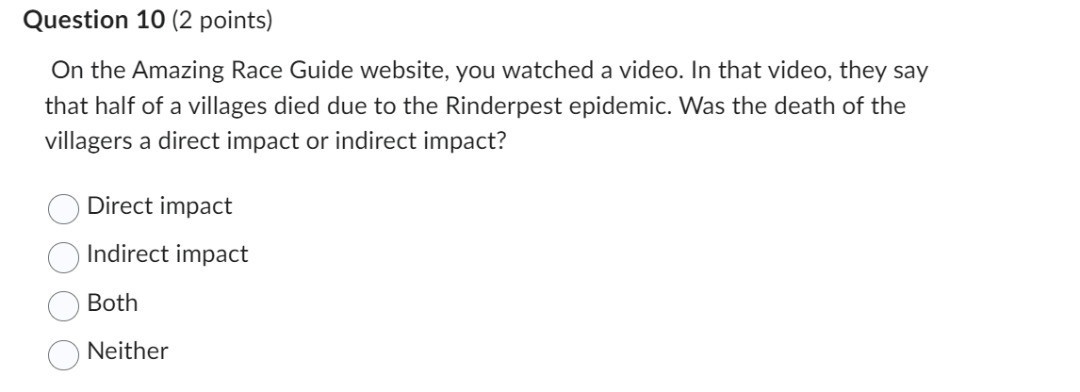 Question 10 (2 points)
On the Amazing Race Guide website, you watched a video. In that video, they say
that half of a villages died due to the Rinderpest epidemic. Was the death of the
villagers a direct impact or indirect impact?
Direct impact
Indirect impact
Both
Neither